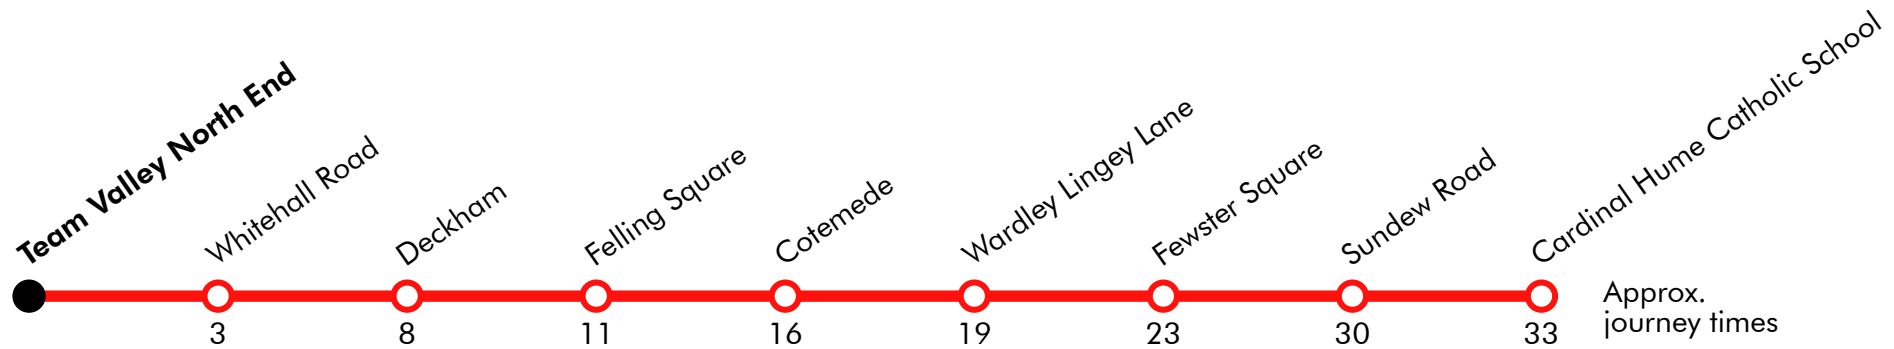 Team Valley North End
Whitehall Road
Deckham
Felling Square
Cotemede
Wardley Lingey Lane
Fewster Square
Sundew Road
Cardinal Hume Catholic School
3
8
11
16
19
23
30
33
Approx.
journey times